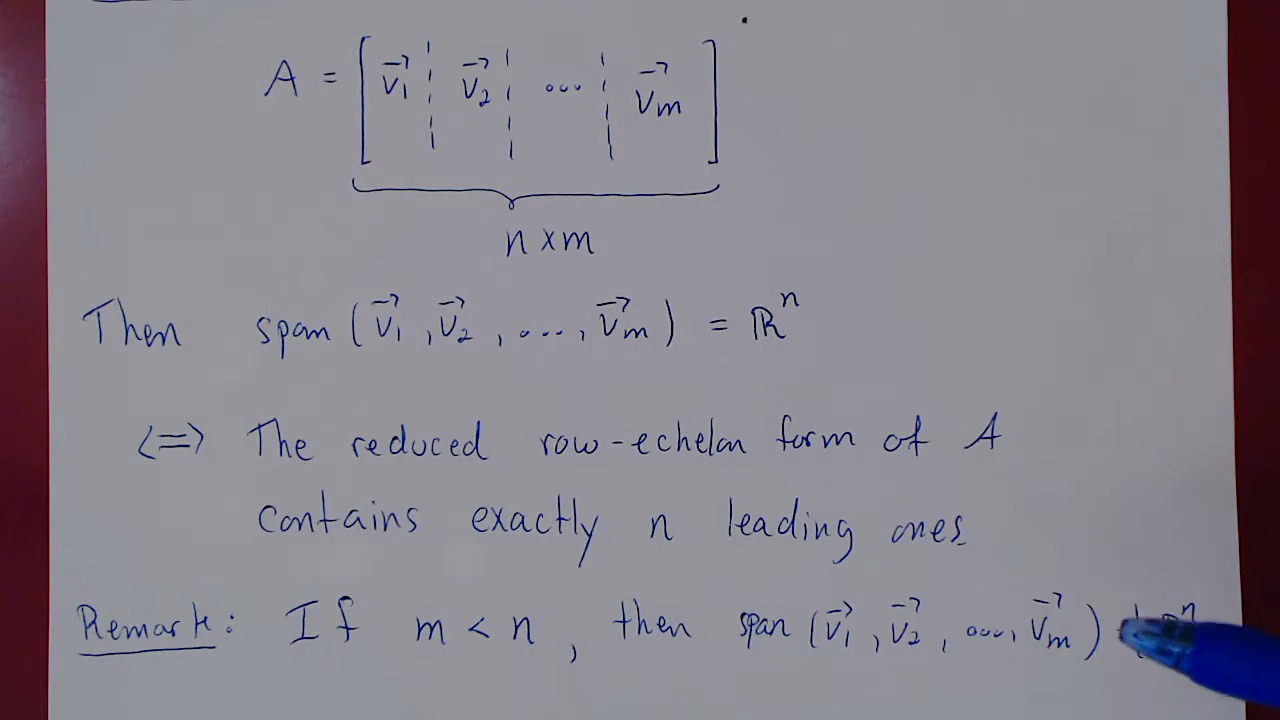 A = [ v⃗1 ¦ v⃗2 ¦ ... ¦ v⃗m ]
n × m
Then span (v⃗1, v⃗2, ..., v⃗m) = ℝⁿ
<=> The reduced row-echelon form of A
contains exactly n leading ones
Remark: If m < n, then span (v⃗1, v⃗2, ..., v⃗m) ℝⁿ